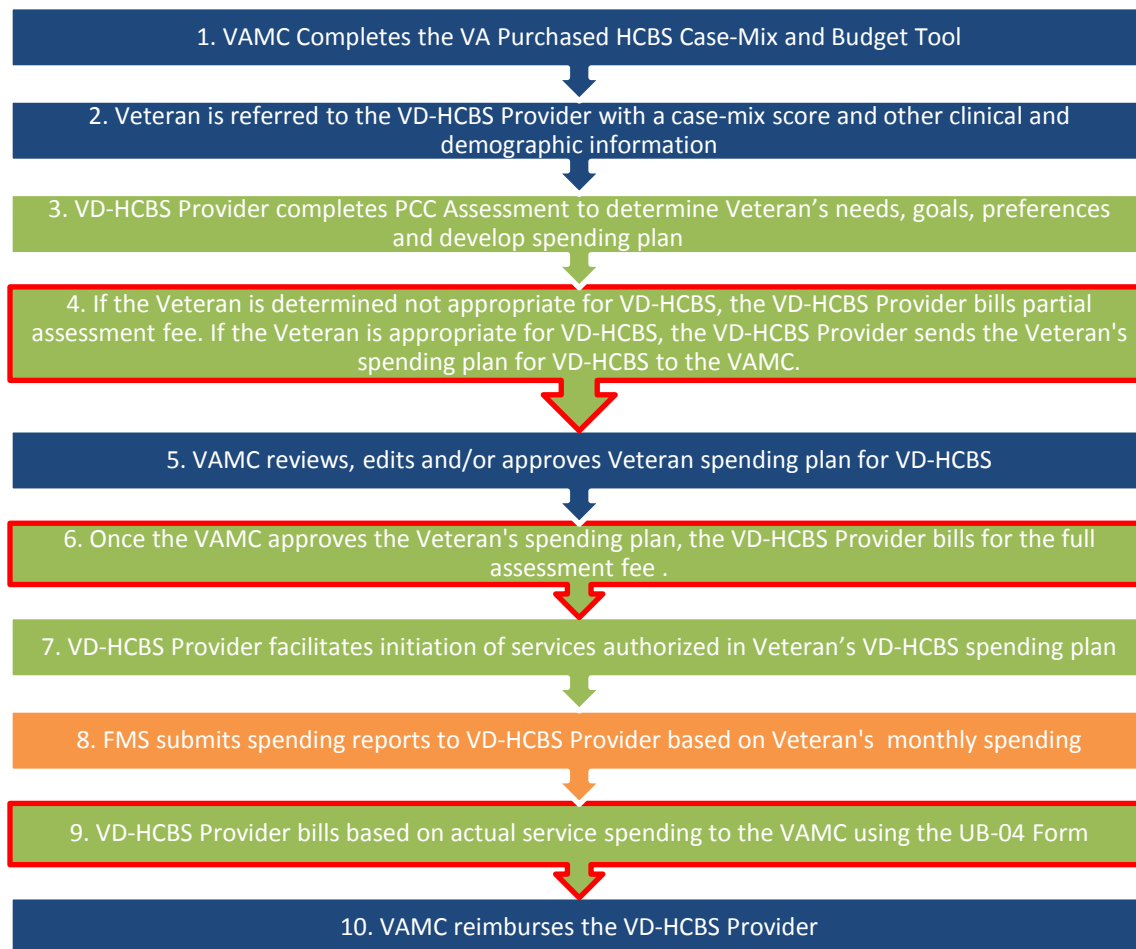 1. VAMC Completes the VA Purchased HCBS Case-Mix and Budget Tool
2. Veteran is referred to the VD-HCBS Provider with a case-mix score and other clinical and
demographic information
3. VD-HCBS Provider completes PCC Assessment to determine Veteran’s needs, goals, preferences
and develop spending plan
4. If the Veteran is determined not appropriate for VD-HCBS, the VD-HCBS Provider bills partial
assessment fee. If the Veteran is appropriate for VD-HCBS, the VD-HCBS Provider sends the Veteran's
spending plan for VD-HCBS to the VAMC.
5. VAMC reviews, edits and/or approves Veteran spending plan for VD-HCBS
6. Once the VAMC approves the Veteran's spending plan, the VD-HCBS Provider bills for the full
assessment fee .
7. VD-HCBS Provider facilitates initiation of services authorized in Veteran’s VD-HCBS spending plan
8. FMS submits spending reports to VD-HCBS Provider based on Veteran's  monthly spending
9. VD-HCBS Provider bills based on actual service spending to the VAMC using the UB-04 Form
10. VAMC reimburses the VD-HCBS Provider